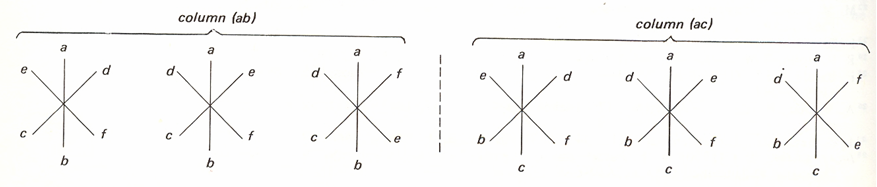 column (ab)
column (ac)
a a a a a a
e d d e d f e d d e d f
c f c f c e b f b f b e
b b b c c c